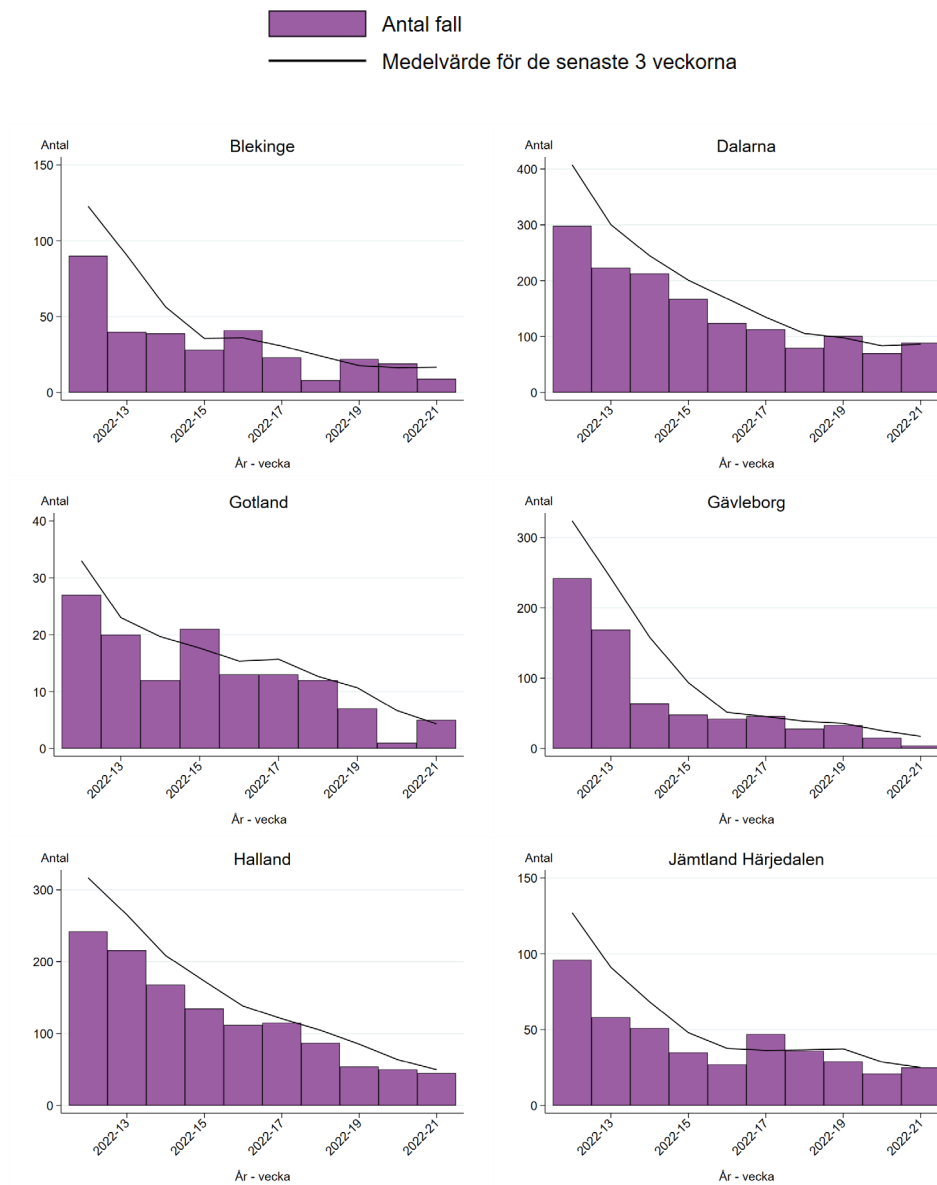 Antal fall
Medelvärde för de senaste 3 veckorna
Antal
Blekinge
150
100
50
0
2022-13
2022-15
2022-17
2022-19
2022-21
År - vecka
Antal
Dalarna
400
300
200
100
0
2022-13
2022-15
2022-17
2022-19
2022-21
År - vecka
Antal
Gotland
40
30
20
10
0
2022-13
2022-15
2022-17
2022-19
2022-21
År - vecka
Antal
Gävleborg
300
200
100
0
2022-13
2022-15
2022-17
2022-19
2022-21
År - vecka
Antal
Halland
300
200
100
0
2022-13
2022-15
2022-17
2022-19
2022-21
År - vecka
Antal
Jämtland Härjedalen
150
100
50
0
2022-13
2022-15
2022-17
2022-19
2022-21
År - vecka